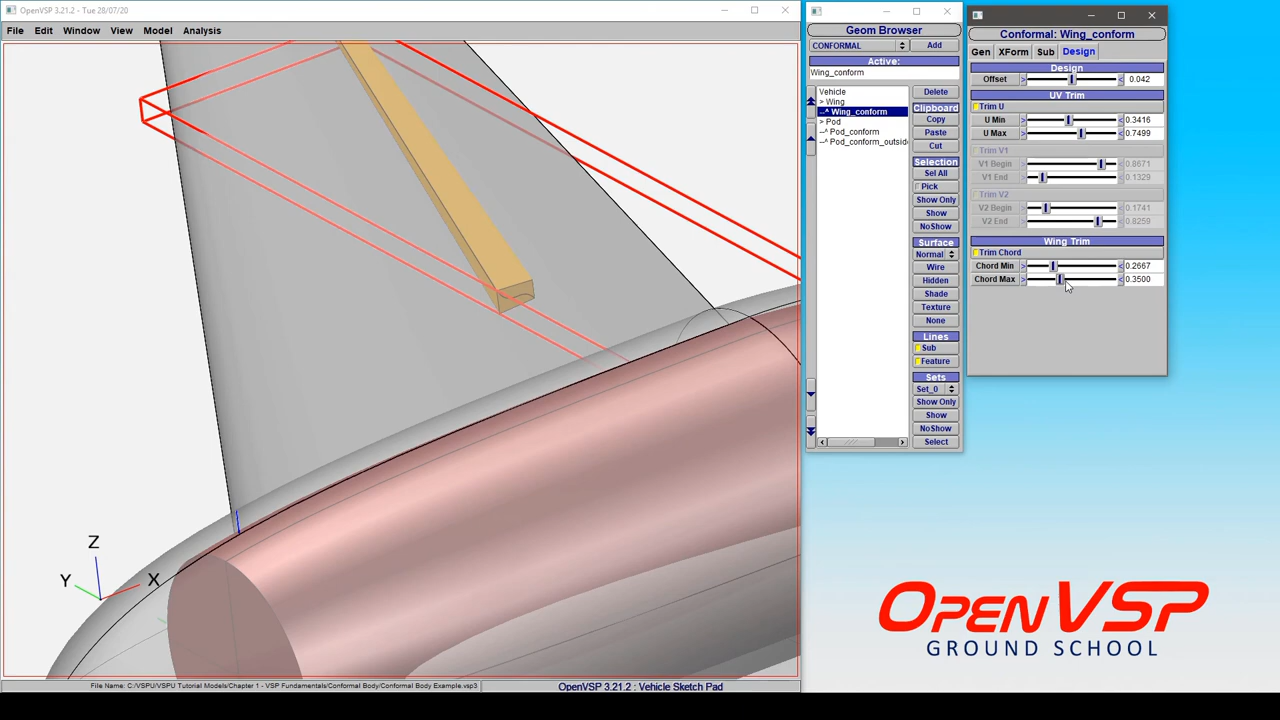 OpenVSP 3.21.2 - Tue 28/07/20
File Edit Window View Model Analysis
Z
Y
X
File Name: C:/VSPU/VSPU Tutorial Models/Chapter 1 - VSP Fundamentals/Conformal Body/Conformal Body Example.vsp3
OpenVSP 3.21.2 : Vehicle Sketch Pad
Geom Browser
CONFORMAL Add
Active:
Wing_conform
Vehicle
> Wing
--^ Wing_conform
> Pod
--^ Pod_conform
--^ Pod_conform_outside
Delete
Clipboard
Copy
Paste
Cut
Selection
Sel All
Pick
Show Only
Show
NoShow
Surface
Normal
Wire
Hidden
Shade
Texture
None
Lines
Sub
Feature
Sets
Set_0
Show Only
Show
NoShow
Select
Conformal: Wing_conform
Gen XForm Sub Design
Design
Offset > < 0.042
UV Trim
Trim U
U Min > < 0.3416
U Max > < 0.7499
Trim V1
V1 Begin > < 0.8671
V1 End > < 0.1329
Trim V2
V2 Begin > < 0.1741
V2 End > < 0.8259
Wing Trim
Trim Chord
Chord Min > < 0.2667
Chord Max > < 0.3500
OPENVSP
GROUND SCHOOL